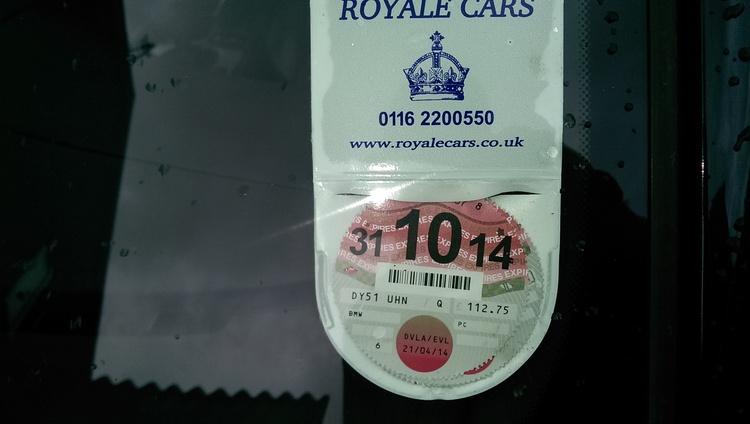 ROYALE CARS
0116 2200550
www.royalecars.co.uk
31 10 14
DY51 UHN Q 112.75
BMW PC
6
DVLA/EVL
21/04/14